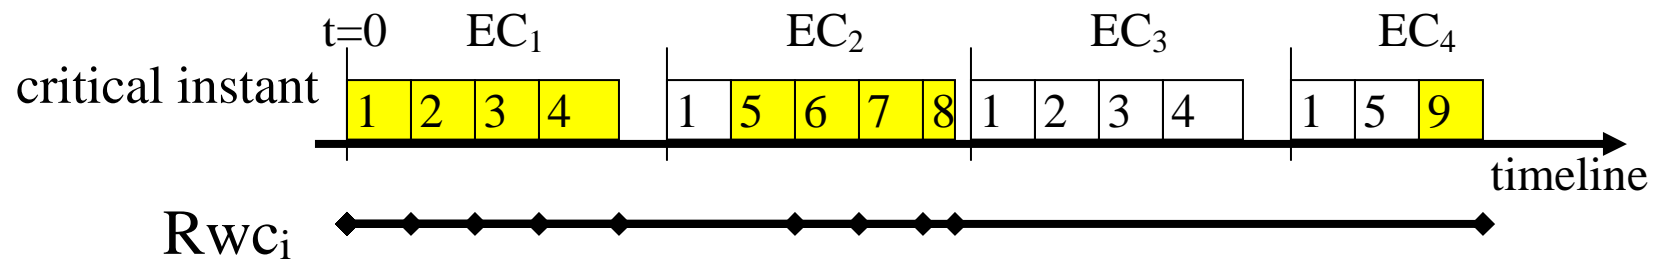 t=0 EC₁ EC₂ EC₃ EC₄
critical instant 1 2 3 4 1 5 6 7 8 1 2 3 4 1 5 9
timeline
Rwcᵢ